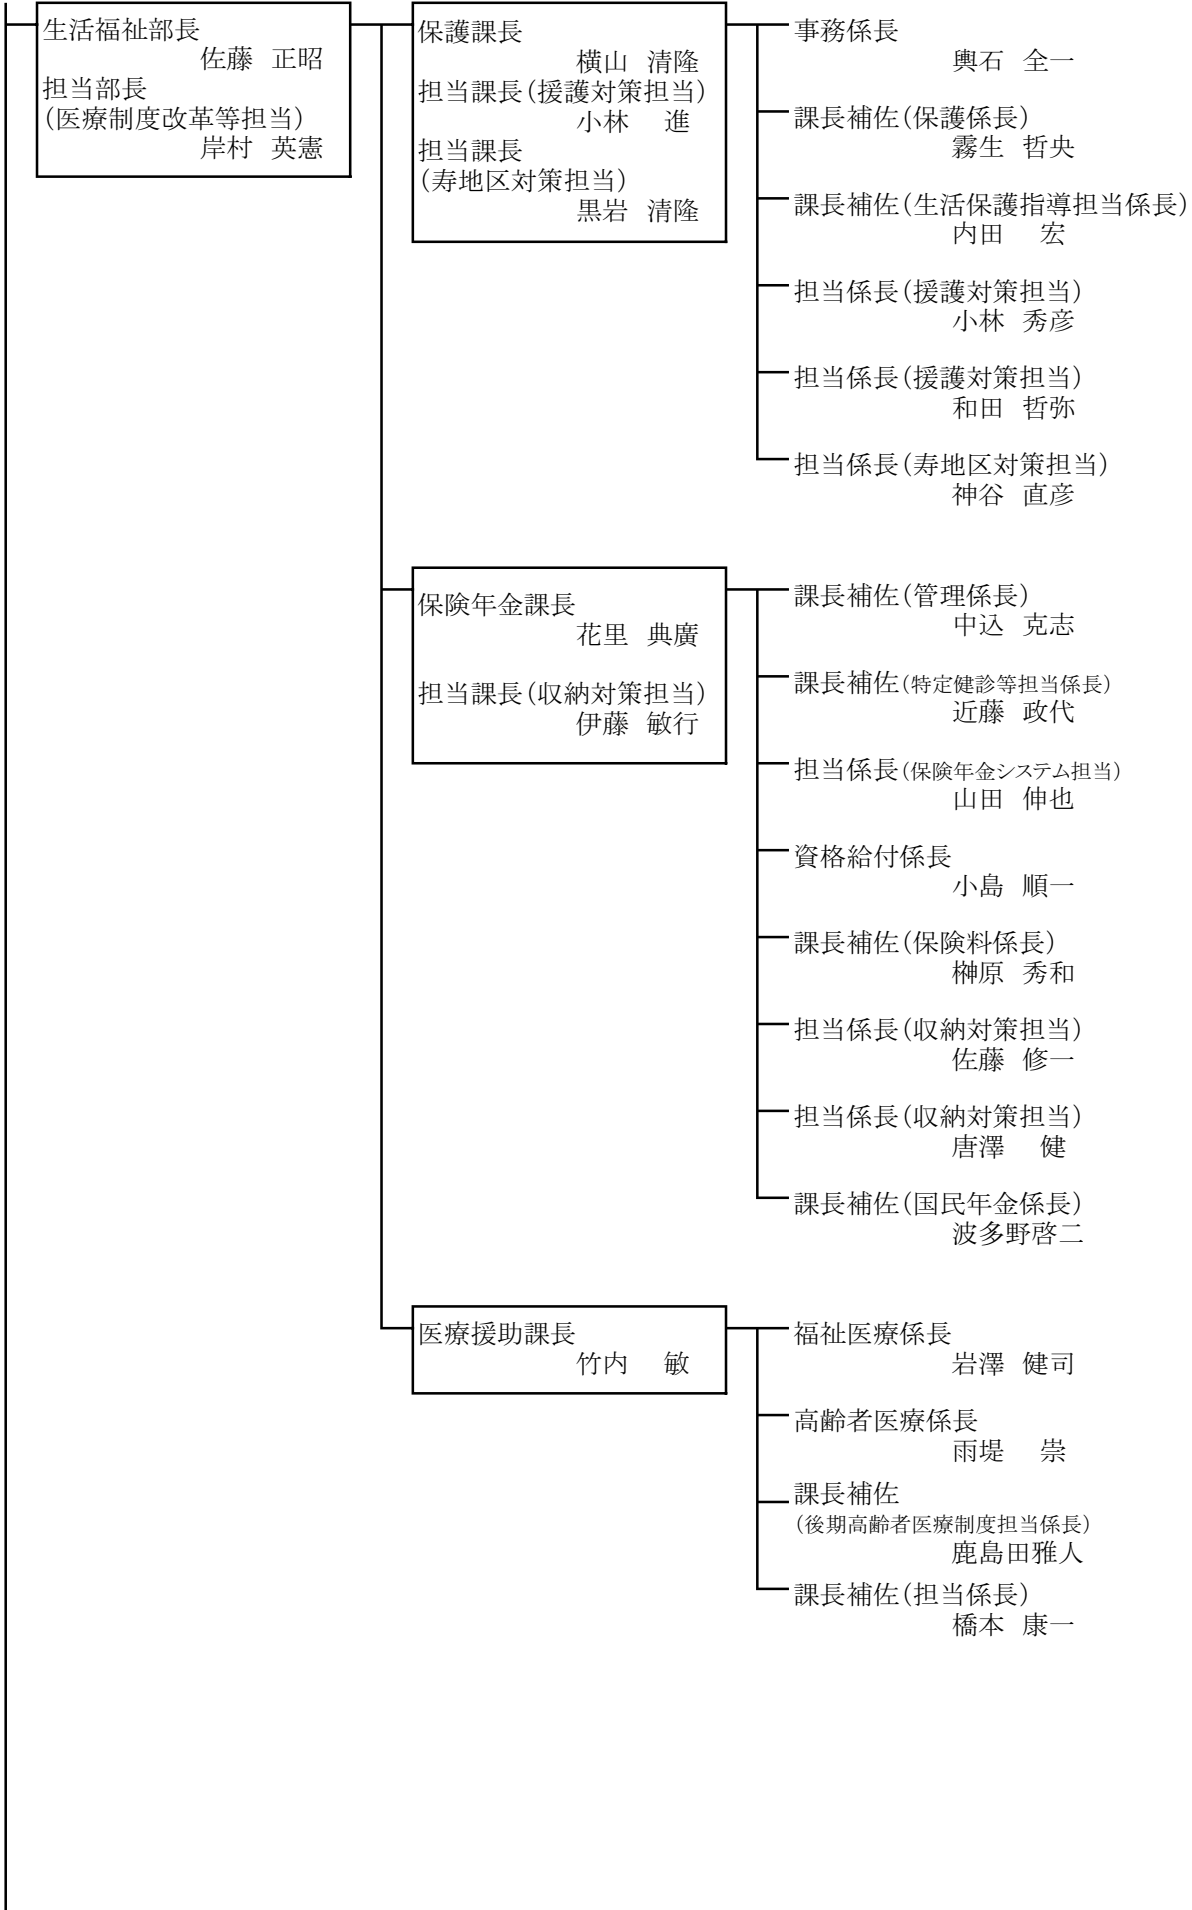 生活福祉部長
佐藤 正昭
担当部長
(医療制度改革等担当)
岸村 英憲
保護課長
横山 清隆
担当課長(援護対策担当)
小林 進
担当課長
(寿地区対策担当)
黒岩 清隆
事務係長
輿石 全一
課長補佐(保護係長)
霧生 哲央
課長補佐(生活保護指導担当係長)
内田 宏
担当係長(援護対策担当)
小林 秀彦
担当係長(援護対策担当)
和田 哲弥
担当係長(寿地区対策担当)
神谷 直彦
保険年金課長
花里 典廣
担当課長(収納対策担当)
伊藤 敏行
課長補佐(管理係長)
中込 克志
課長補佐(特定健診等担当係長)
近藤 政代
担当係長(保険年金システム担当)
山田 伸也
資格給付係長
小島 順一
課長補佐(保険料係長)
榊原 秀和
担当係長(収納対策担当)
佐藤 修一
担当係長(収納対策担当)
唐澤 健
課長補佐(国民年金係長)
波多野啓二
医療援助課長
竹内 敏
福祉医療係長
岩澤 健司
高齢者医療係長
雨堤 崇
課長補佐
(後期高齢者医療制度担当係長)
鹿島田雅人
課長補佐(担当係長)
橋本 康一